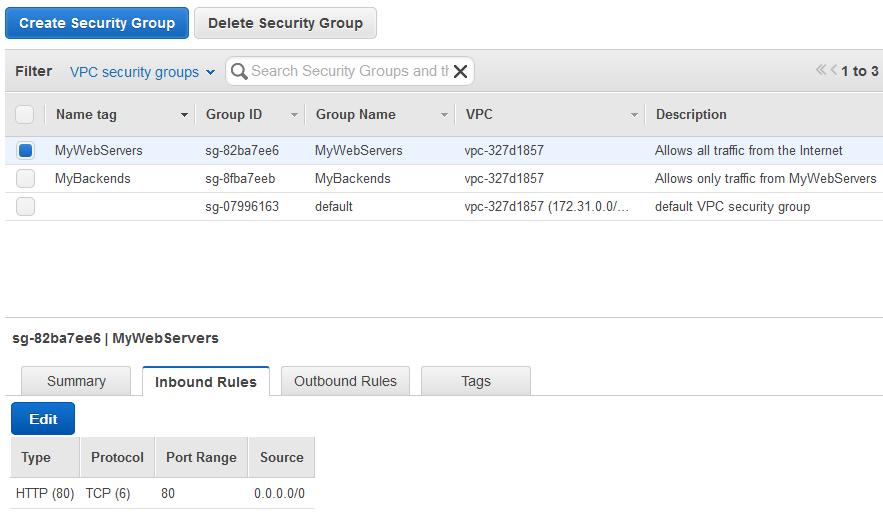 Create Security Group Delete Security Group
Filter VPC security groups Search Security Groups and th 1 to 3
Name tag Group ID Group Name VPC Description
MyWebServers sg-82ba7ee6 MyWebServers vpc-327d1857 Allows all traffic from the Internet
MyBackends sg-8fba7eeb MyBackends vpc-327d1857 Allows only traffic from MyWebServers
sg-07996163 default vpc-327d1857 (172.31.0.0/… default VPC security group
sg-82ba7ee6 | MyWebServers
Summary Inbound Rules Outbound Rules Tags
Edit
Type Protocol Port Range Source
HTTP (80) TCP (6) 80 0.0.0.0/0